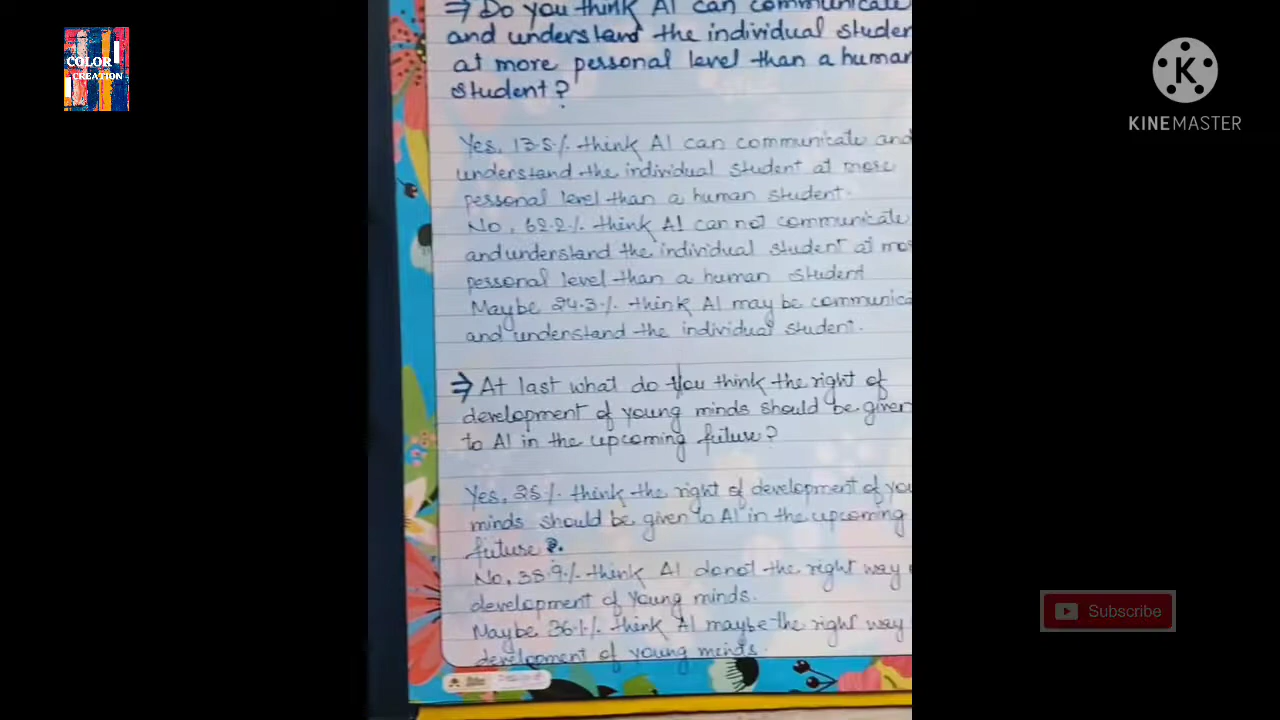 COLOR
CREATION
K
KINEMASTER
⇒ Do you think AI can communicate
and understand the individual studen
at more personal level than a human
student?
Yes, 13.5% think AI can communicate and
understand the individual student at more
personal level than a human student.
No, 62.2% think AI cannot communicate
and understand the individual student at mor
personal level than a human student
Maybe 24.3% think AI may be communica
and understand the individual student.
⇒ At last what do you think the right of
development of young minds should be given
to AI in the upcoming future?
Yes, 25% think the right of development of you
minds should be given to AI in the upcoming
future.
No, 38.9% think AI donot the right way
development of young minds.
Maybe 36.1% think AI maybe the right way
development of young minds.
Subscribe